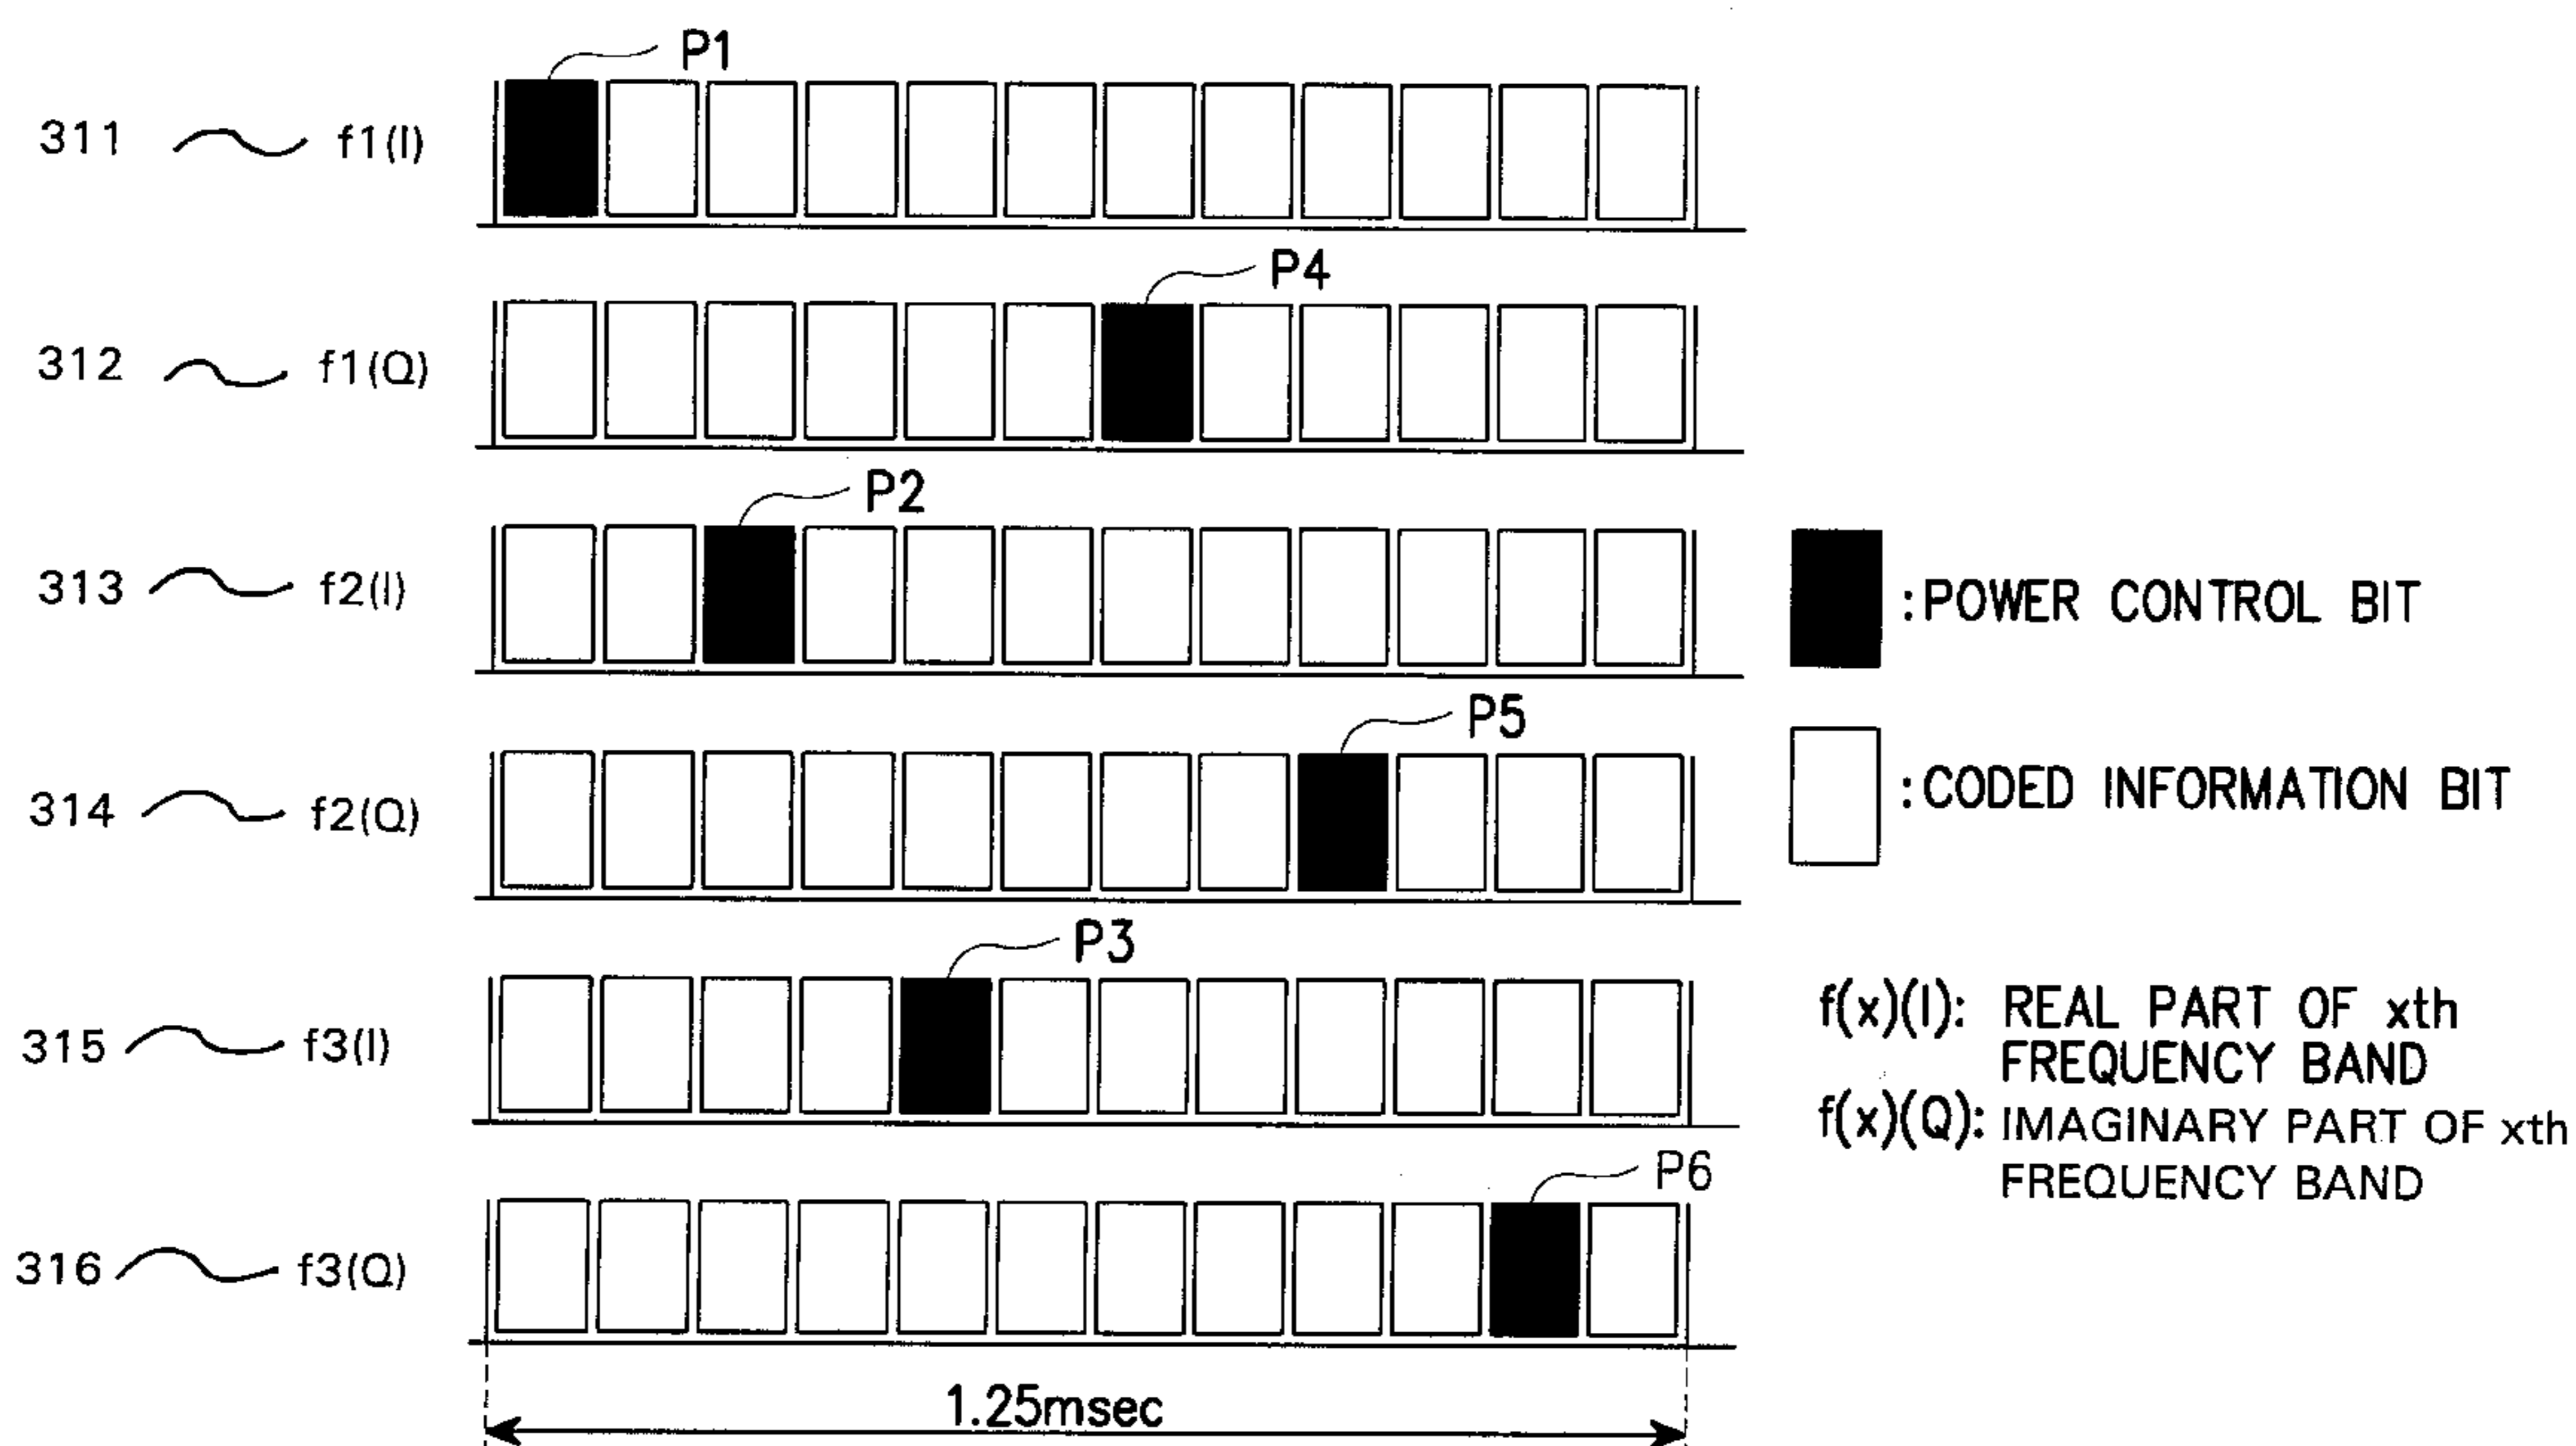 P1
311 f1(I)
P4
312 f1(Q)
P2
313 f2(I)
:POWER CONTROL BIT
P5
314 f2(Q)
:CODED INFORMATION BIT
P3
315 f3(I)
f(x)(I): REAL PART OF xth
FREQUENCY BAND
f(x)(Q): IMAGINARY PART OF xth
FREQUENCY BAND
P6
316 f3(Q)
1.25msec